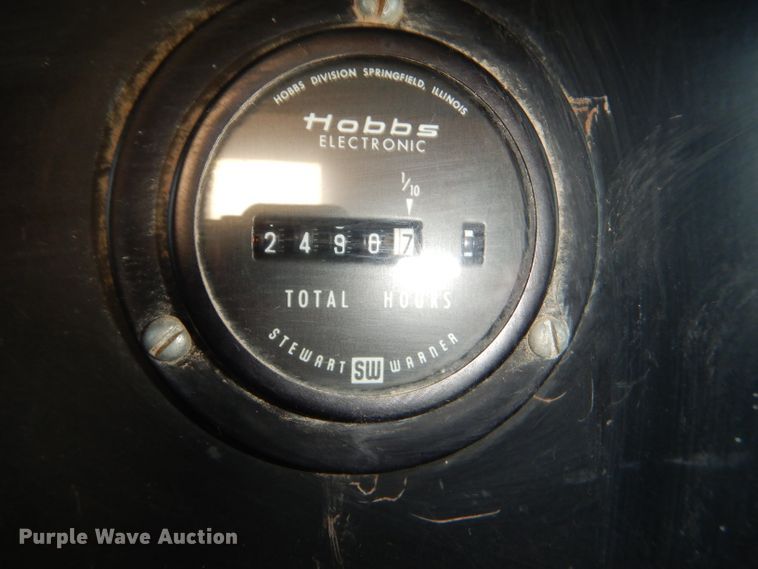 HOBBS DIVISION SPRINGFIELD, ILLINOIS
Hobbs
ELECTRONIC
1/10
24907
TOTAL HOURS
STEWART SW WARNER
Purple Wave Auction